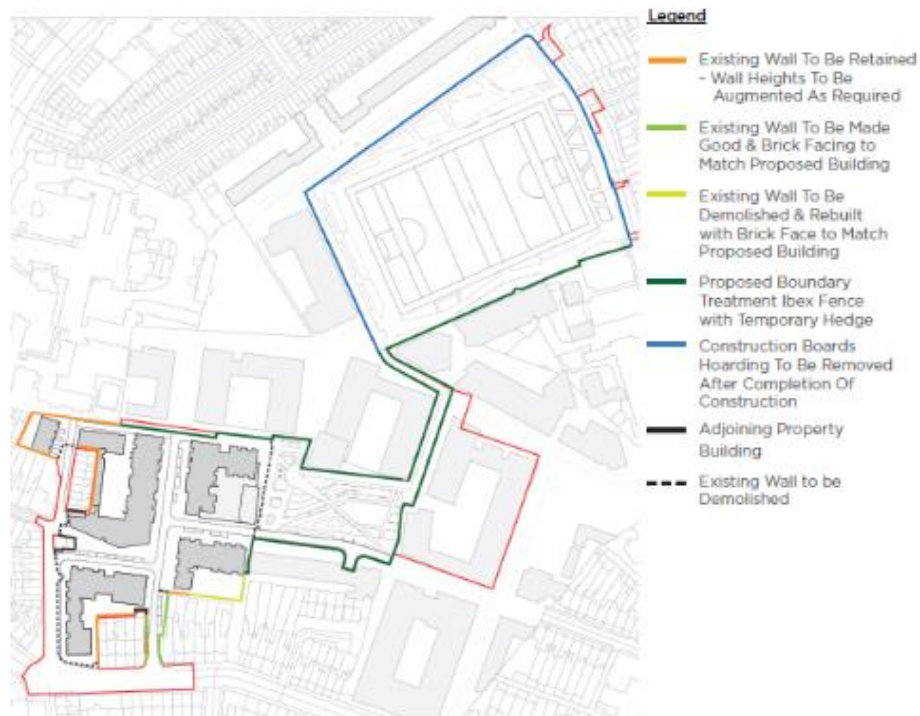 Legend
Existing Wall To Be Retained
- Wall Heights To Be
Augmented As Required
Existing Wall To Be Made
Good & Brick Facing to
Match Proposed Building
Existing Wall To Be
Demolished & Rebuilt
with Brick Face to Match
Proposed Building
Proposed Boundary
Treatment Ibex Fence
with Temporary Hedge
Construction Boards
Hoarding To Be Removed
After Completion Of
Construction
Adjoining Property
Building
Existing Wall to be
Demolished